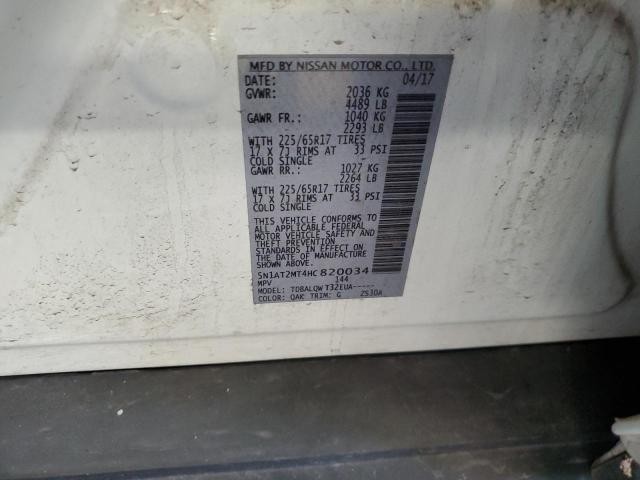 MFD BY NISSAN MOTOR CO., LTD.
DATE: 04/17
GVWR: 2036 KG
4489 LB
GAWR FR.: 1040 KG
2293 LB
WITH 225/65R17 TIRES
17 X 7J RIMS AT 33 PSI
COLD SINGLE -
GAWR RR.: 1027 KG
2264 LB
WITH 225/65R17 TIRES
17 X 7J RIMS AT 33 PSI
COLD SINGLE
THIS VEHICLE CONFORMS TO
ALL APPLICABLE FEDERAL
MOTOR VEHICLE SAFETY AND
THEFT PREVENTION STANDARDS
IN EFFECT ON THE DATE OF
MANUFACTURE SHOWN ABOVE.
5N1AT2MT4HC820034
MPV 144
MODEL: TDBALQW T32EUA-----
COLOR: QAK TRIM: G ZS30A